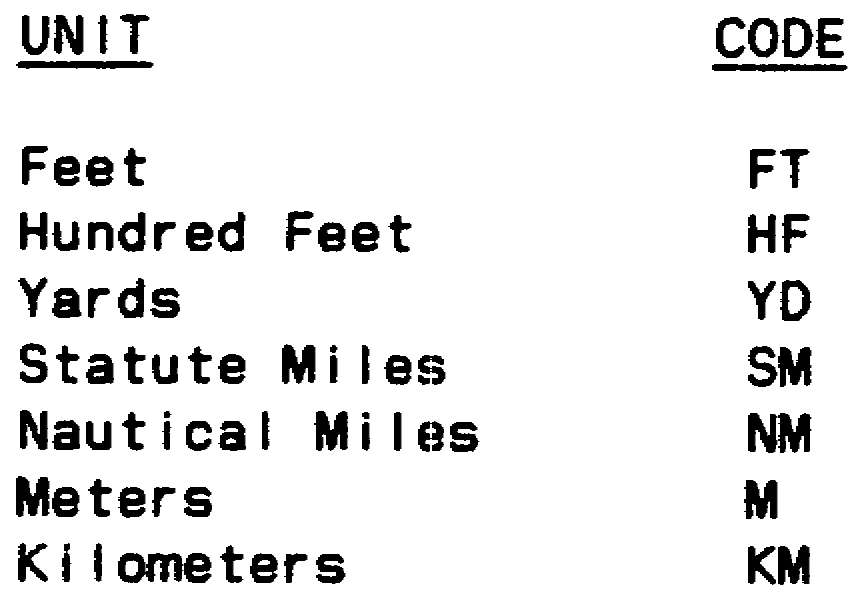 UNIT CODE
Feet FT
Hundred Feet HF
Yards YD
Statute Miles SM
Nautical Miles NM
Meters M
Kilometers KM